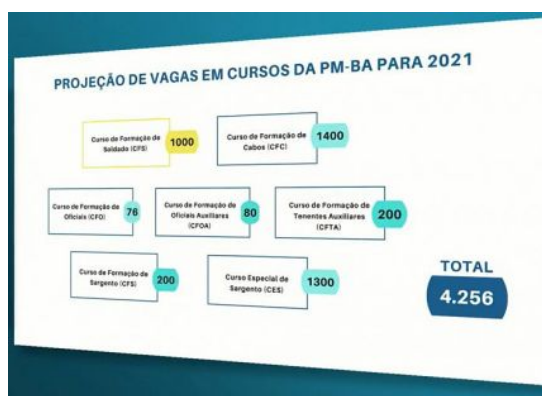 PROJEÇÃO DE VAGAS EM CURSOS DA PM-BA PARA 2021
Curso de Formação de
Soldado (CFS)
1000
Curso de Formação de
Cabos (CFC)
1400
Curso de Formação de
Oficiais (CFO)
76
Curso de Formação de
Oficiais Auxiliares
(CFOA)
80
Curso de Formação de
Tenentes Auxiliares
(CFTA)
200
Curso de Formação de
Sargento (CFS)
200
Curso Especial de
Sargento (CES)
1300
TOTAL
4.256